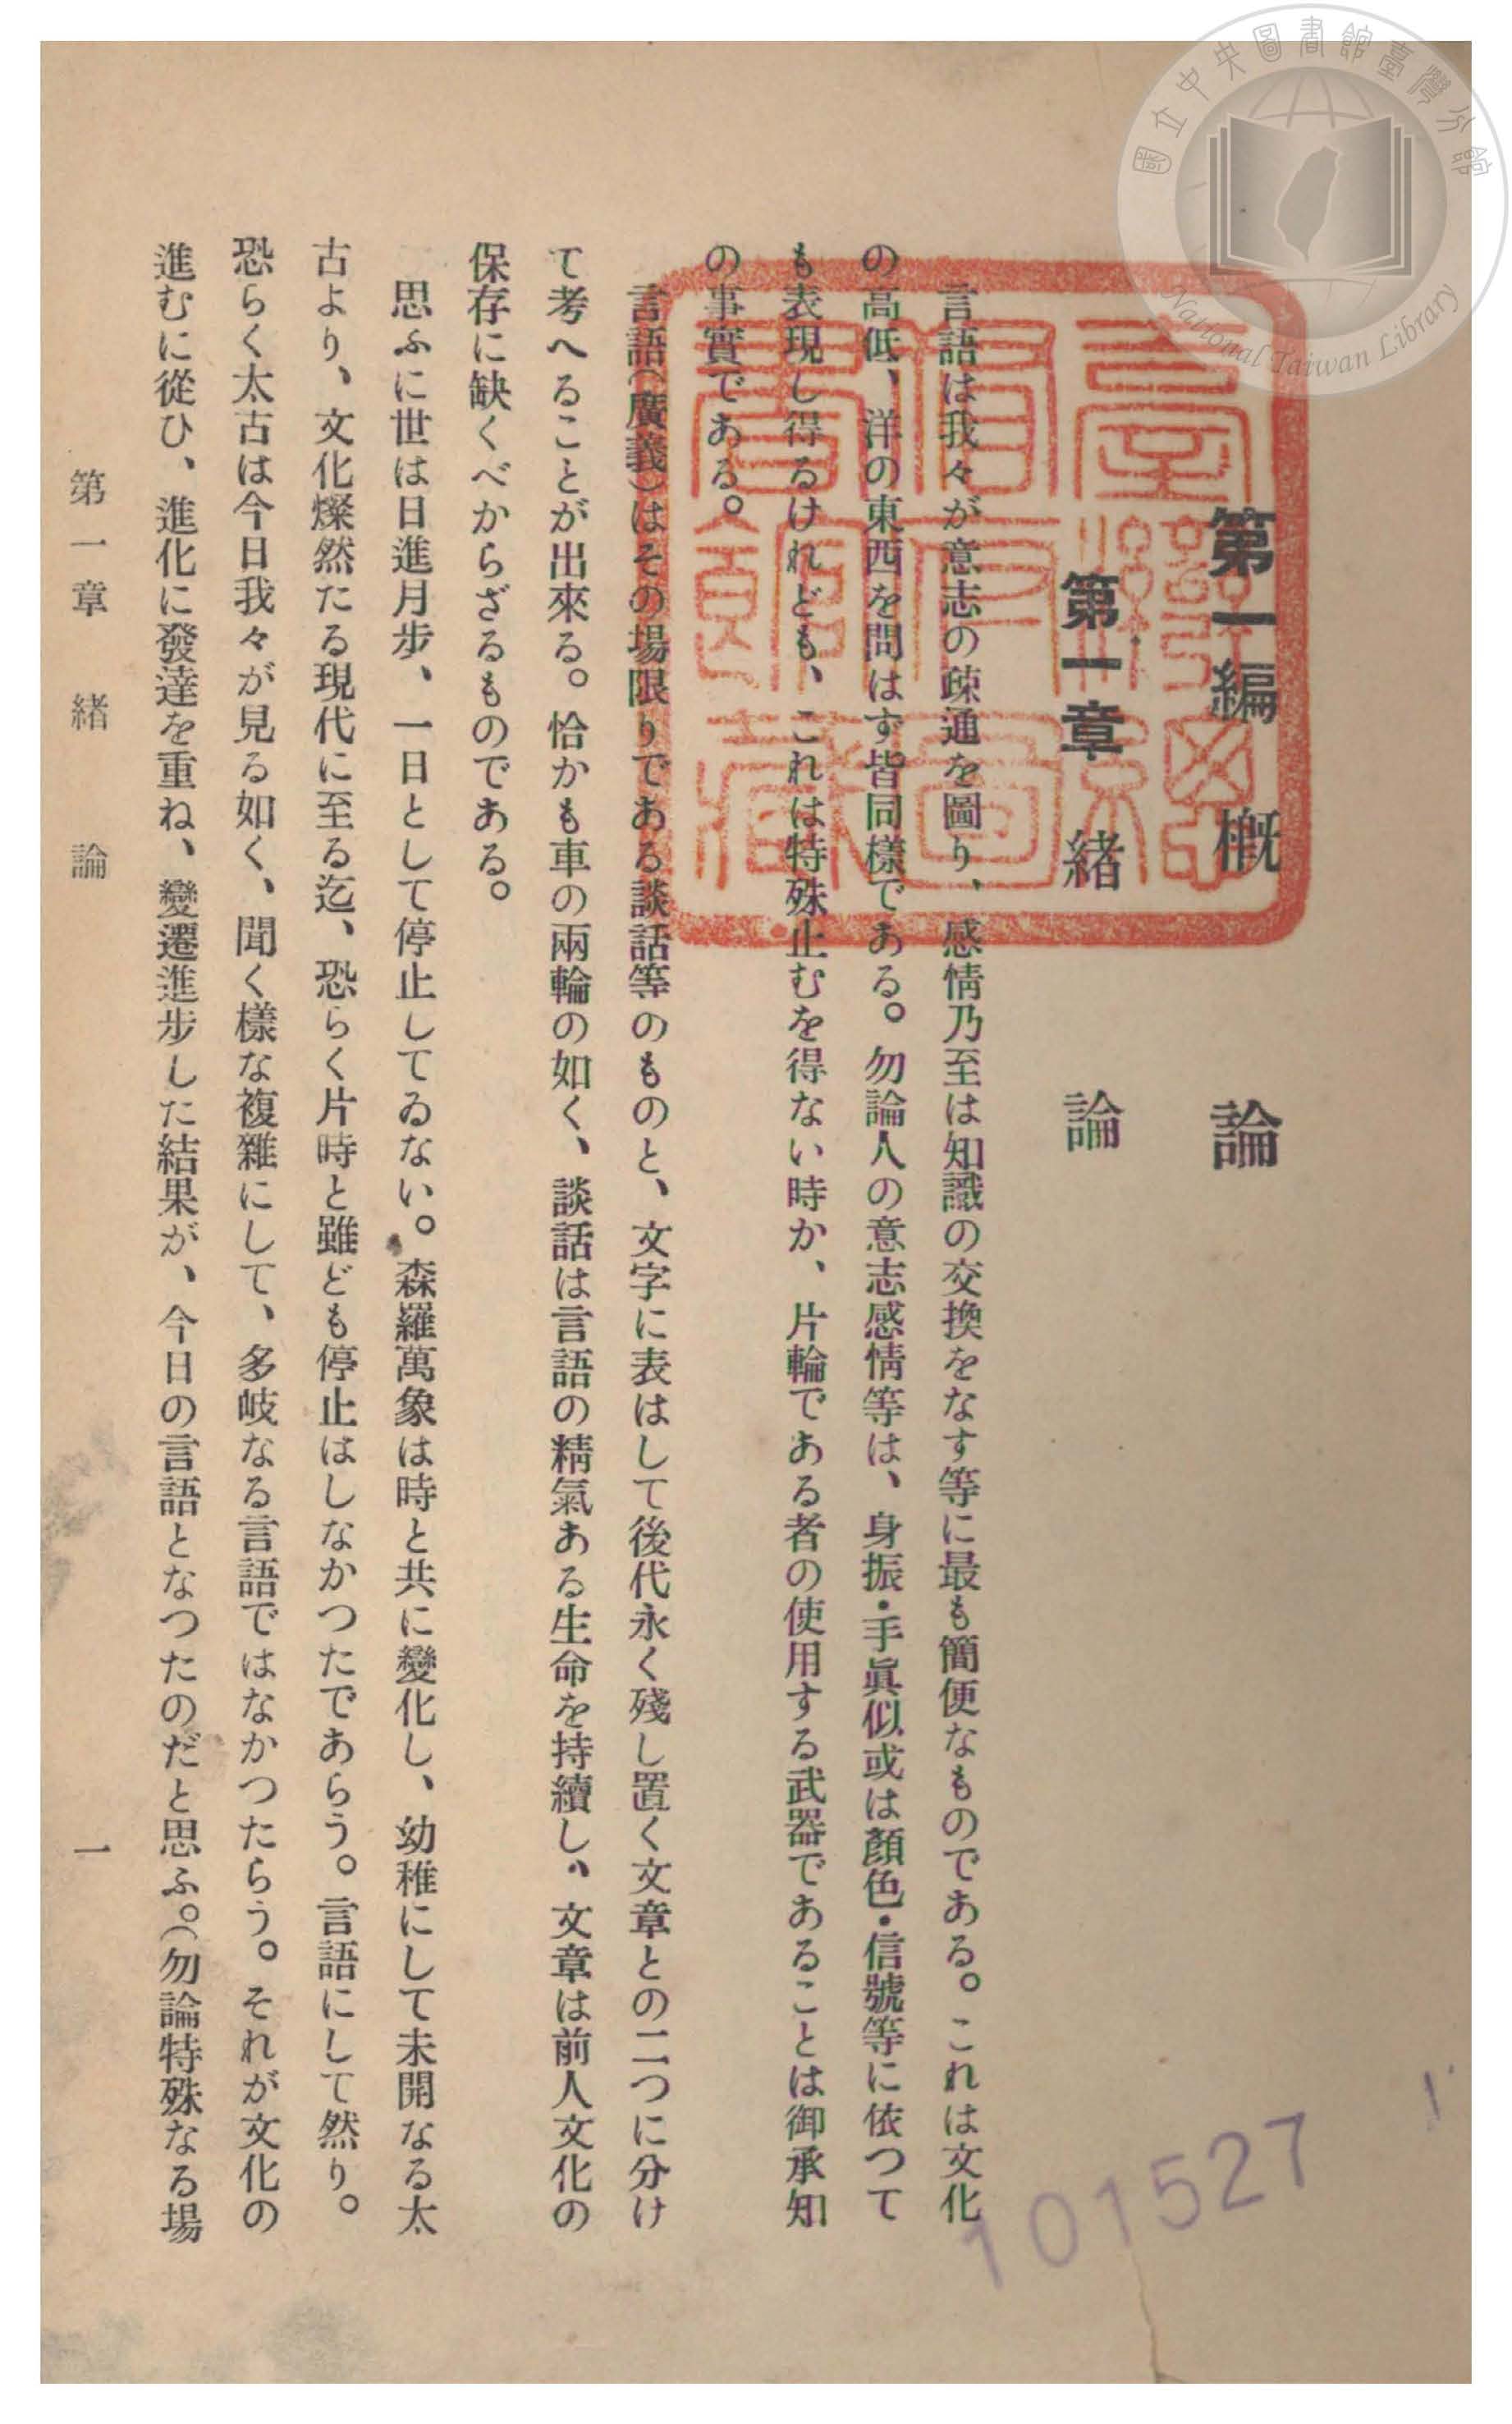 國立中央圖書館臺灣分館
National Taiwan Library
第一編　概論
第一章　緒論
言語は我々が意志の疎通を圖り、感情乃至は知識の交換をなす等に最も簡便なものである。これは文化
の高低、洋の東西を問はす皆同樣である。勿論人の意志感情等は、身振・手眞似或は顏色・信號等に依つて
も表現し得るけれども、これは特殊止むを得ない時か、片輪である者の使用する武器であることは御承知
の事實である。
言語（廣義）はその場限りである談話等のものと、文字に表はして後代永く殘し置く文章との二つに分け
て考へることが出來る。恰かも車の兩輪の如く、談話は言語の精氣ある生命を持續し、文章は前人文化の
保存に缺くべからざるものである。
思ふに世は日進月步、一日として停止してゐない。森羅萬象は時と共に變化し、幼稚にして未開なる太
古より、文化燦然たる現代に至る迄、恐らく片時と雖ども停止はしなかつたであらう。言語にして然り。
恐らく太古は今日我々が見る如く、聞く樣な複雜にして、多岐なる言語ではなかつたらう。それが文化の
進むに從ひ、進化に發達を重ね、變遷進步した結果が、今日の言語となつたのだと思ふ。（勿論特殊なる場
第一章　緒論
一
101527